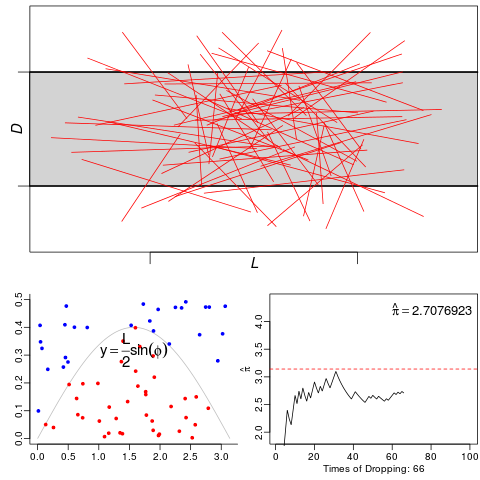 D
L
0.0 0.1 0.2 0.3 0.4 0.5
y = L/2 sin(ϕ)
0.0 0.5 1.0 1.5 2.0 2.5 3.0
π̂ = 2.7076923
π̂
2.0 2.5 3.0 3.5 4.0
0 20 40 60 80 100
Times of Dropping: 66